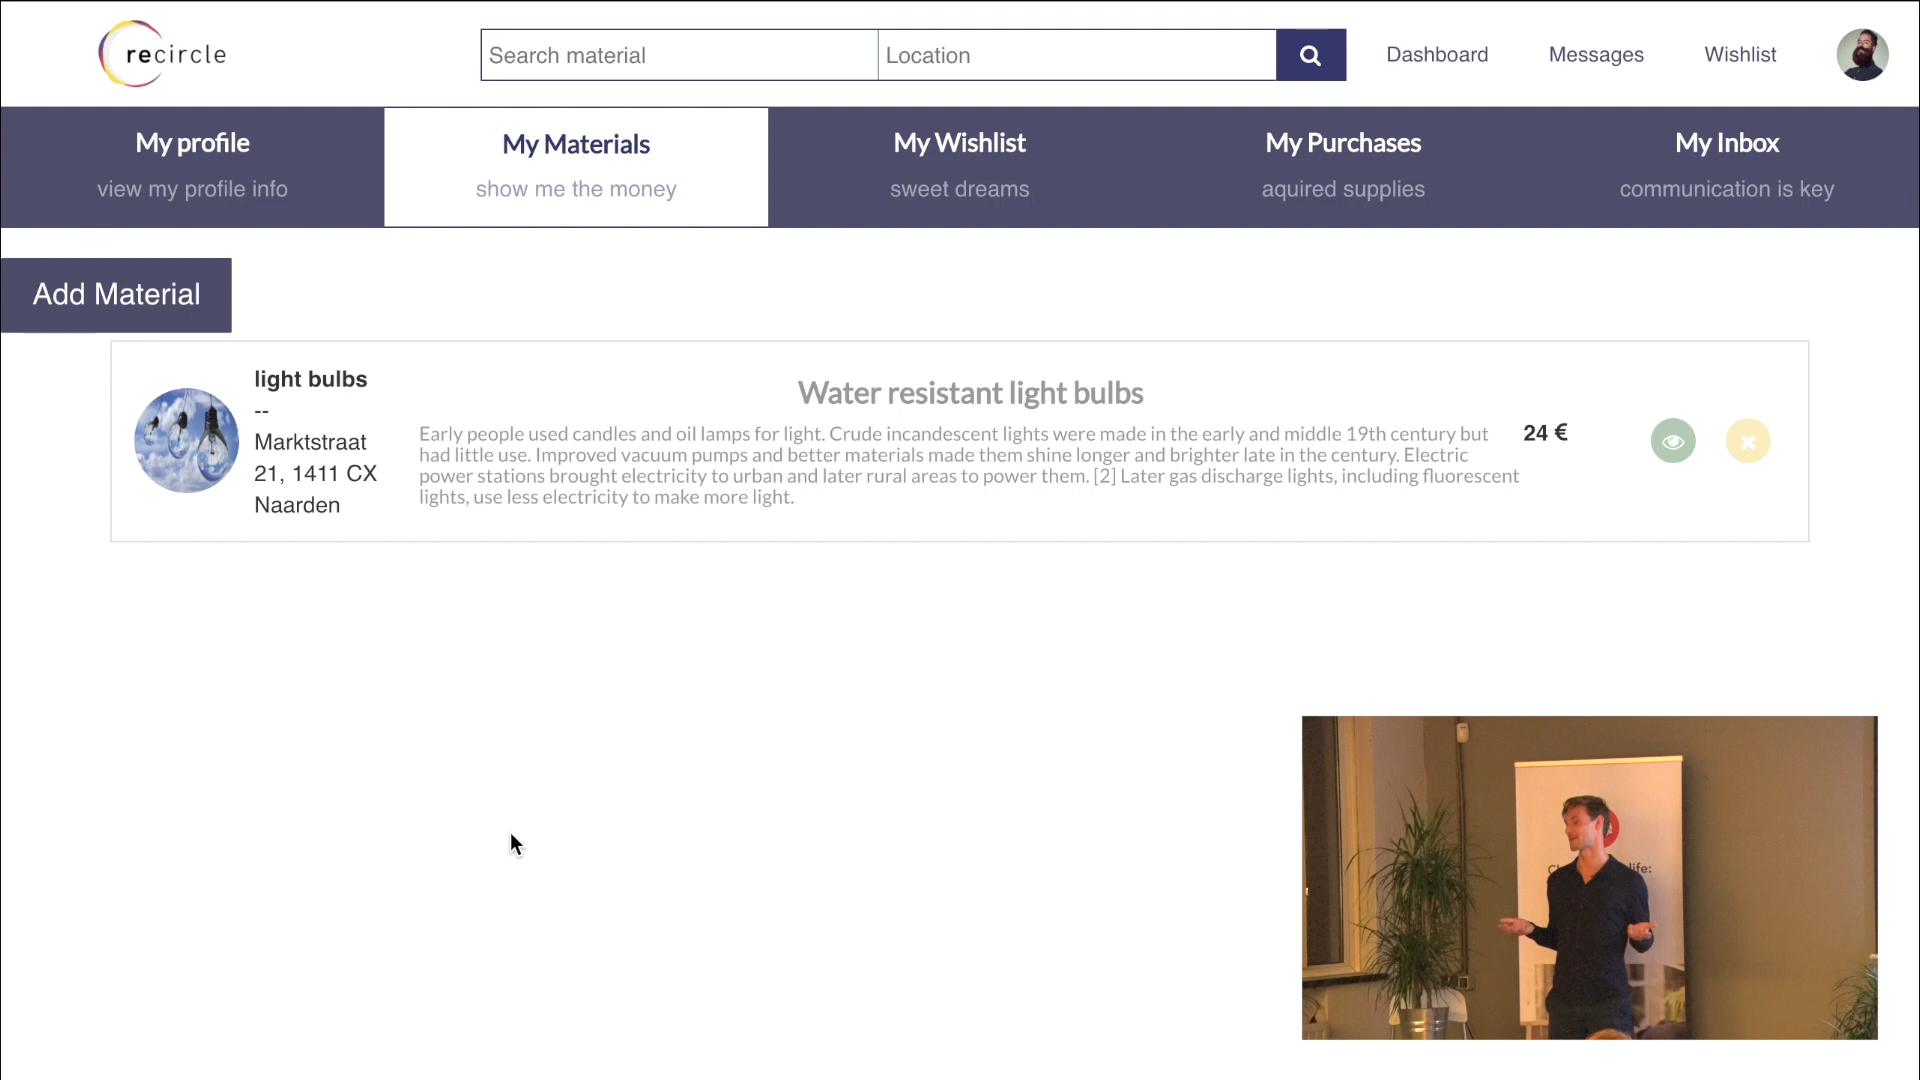 recircle
Search material
Location
Dashboard
Messages
Wishlist
My profile
view my profile info
My Materials
show me the money
My Wishlist
sweet dreams
My Purchases
aquired supplies
My Inbox
communication is key
Add Material
light bulbs
--
Marktstraat
21, 1411 CX
Naarden
Water resistant light bulbs
Early people used candles and oil lamps for light. Crude incandescent lights were made in the early and middle 19th century but
had little use. Improved vacuum pumps and better materials made them shine longer and brighter late in the century. Electric
power stations brought electricity to urban and later rural areas to power them. [2] Later gas discharge lights, including fluorescent
lights, use less electricity to make more light.
24 €
life: